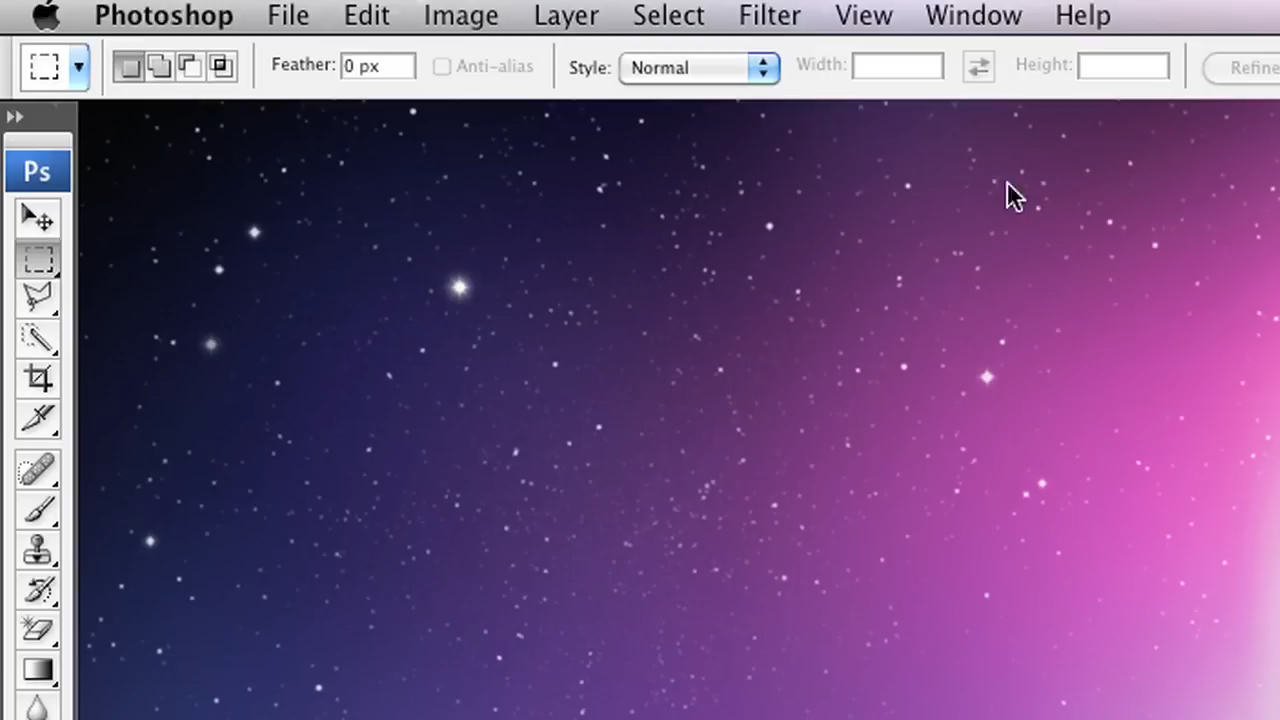 Photoshop File Edit Image Layer Select Filter View Window Help
Feather: 0 px Anti-alias Style: Normal Width: Height: Refine
Ps